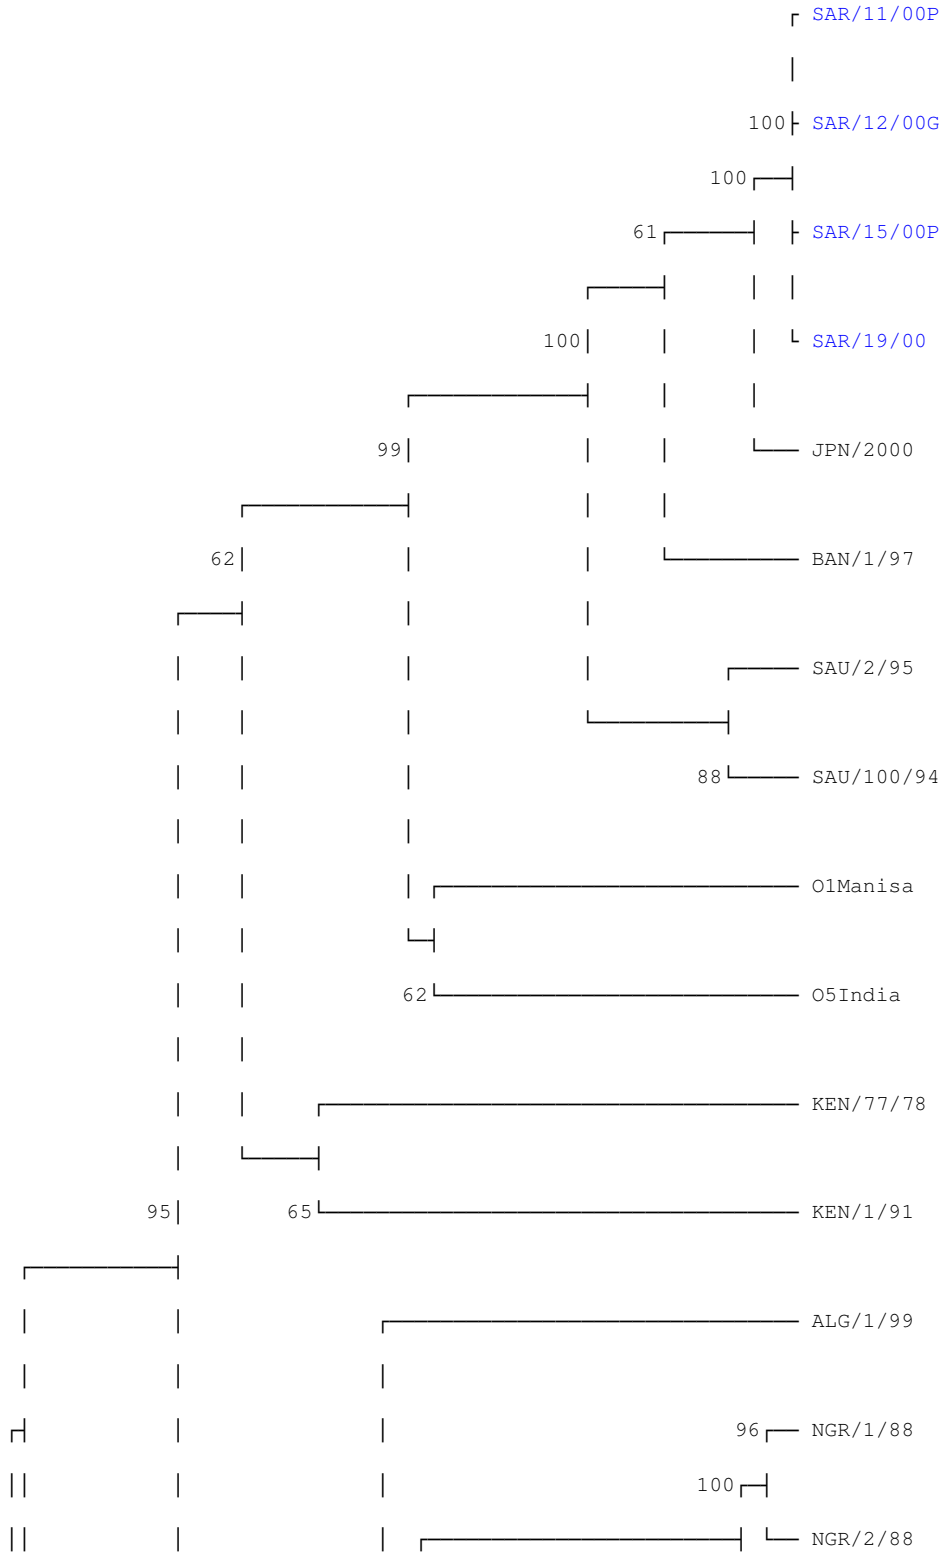 SAR/11/00P
100 SAR/12/00G
100
61 SAR/15/00P
100 SAR/19/00
99 JPN/2000
62 BAN/1/97
SAU/2/95
88 SAU/100/94
O1Manisa
62 O5India
KEN/77/78
95 65 KEN/1/91
ALG/1/99
96 NGR/1/88
100
NGR/2/88